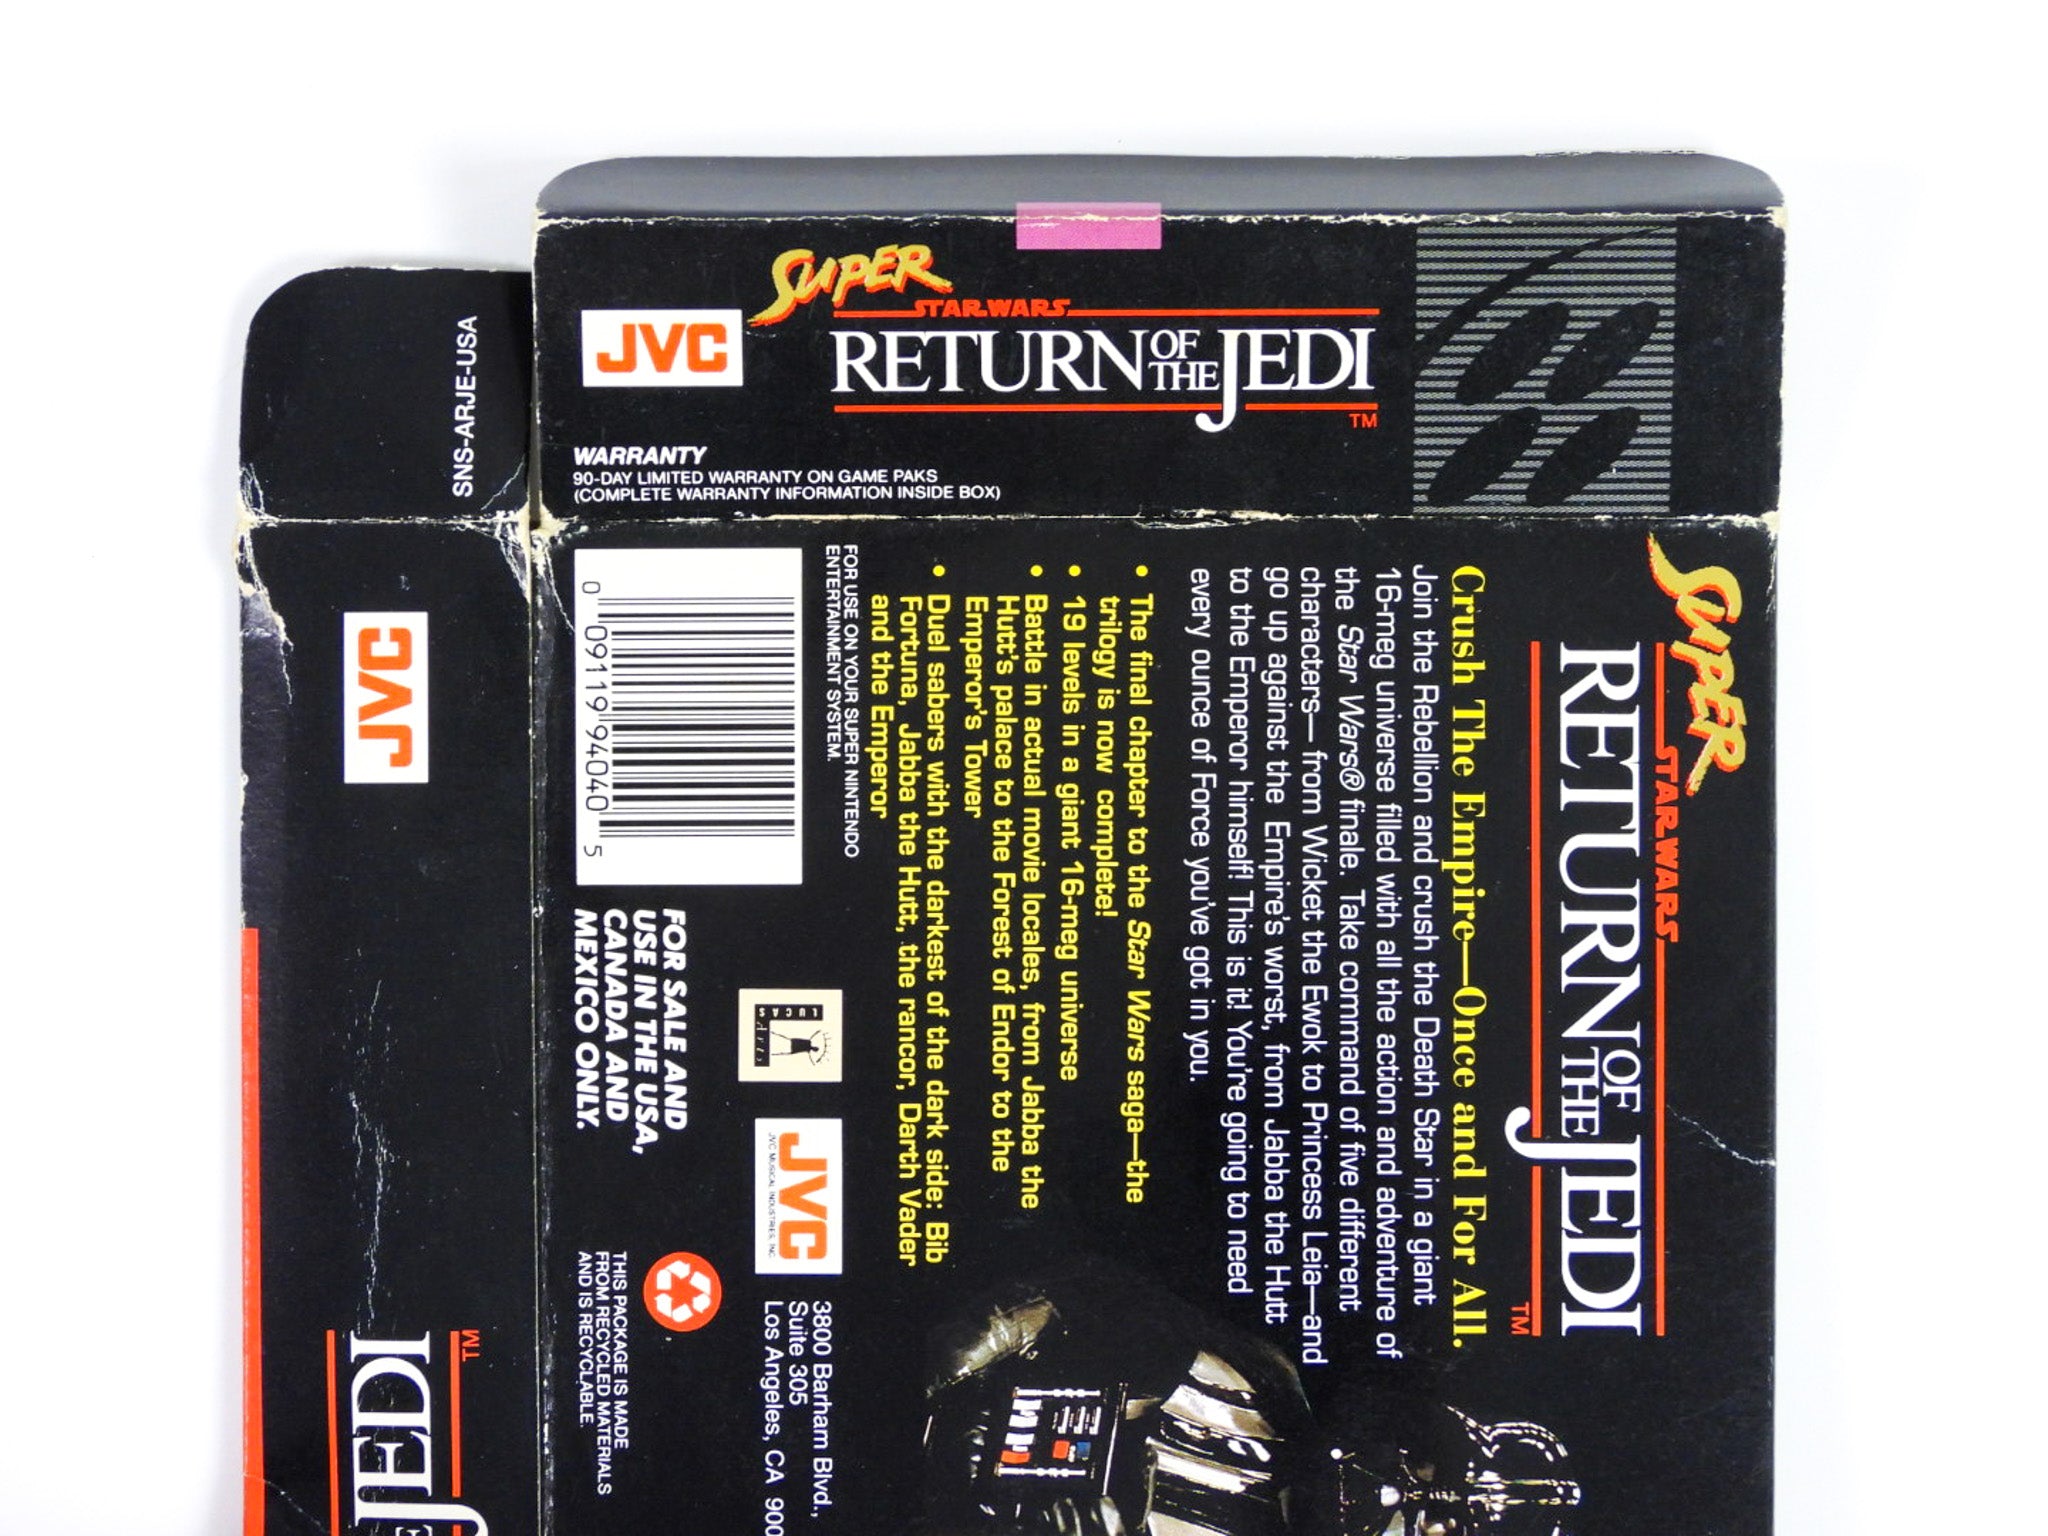 SUPER
STAR WARS
RETURN OF THE JEDI
TM
JVC
WARRANTY
90-DAY LIMITED WARRANTY ON GAME PAKS
(COMPLETE WARRANTY INFORMATION INSIDE BOX)
SNS-ARJE-USA
JVC
JEDI
TM
SUPER
STAR WARS
RETURN OF THE JEDI
TM
Crush The Empire—Once and For All.
Join the Rebellion and crush the Death Star in a giant
16-meg universe filled with all the action and adventure of
the Star Wars® finale. Take command of five different
characters— from Wicket the Ewok to Princess Leia—and
go up against the Empire's worst, from Jabba the Hutt
to the Emperor himself! This is it! You're going to need
every ounce of Force you've got in you.
• The final chapter to the Star Wars saga—the
trilogy is now complete!
• 19 levels in a giant 16-meg universe
• Battle in actual movie locales, from Jabba the
Hutt's palace to the Forest of Endor to the
Emperor's Tower
• Duel sabers with the darkest of the dark side: Bib
Fortuna, Jabba the Hutt, the rancor, Darth Vader
and the Emperor
FOR USE ON YOUR SUPER NINTENDO
ENTERTAINMENT SYSTEM.
0 09119 94040 5
FOR SALE AND
USE IN THE USA,
CANADA AND
MEXICO ONLY.
LUCAS
Arts
JVC
JVC MUSICAL INDUSTRIES, INC.
3800 Barham Blvd.,
Suite 305
Los Angeles, CA 900
THIS PACKAGE IS MADE
FROM RECYCLED MATERIALS
AND IS RECYCLABLE.